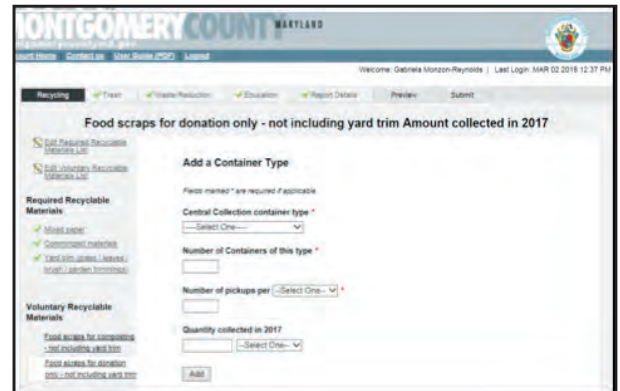 MONTGOMERY COUNTY MARYLAND
Contact us User Guide (PDF) Logout
Welcome: Gabriela Monzon-Reynolds | Last Login: MAR 02 2018 12:37 PM
Recycling Trash Waste Reduction Education Report Details Preview Submit
Food scraps for donation only - not including yard trim Amount collected in 2017
Edit Required Recyclable
Materials List
Edit Voluntary Recyclable
Materials List
Required Recyclable
Materials
Mixed paper
Commingled materials
Yard trim (grass / leaves /
brush / garden trimmings)
Voluntary Recyclable
Materials
Food scraps for composting
- not including yard trim
Food scraps for donation
only - not including yard trim
Add a Container Type
Fields marked * are required if applicable.
Central Collection container type *
----Select One----
Number of Containers of this type *
Number of pickups per --Select One-- *
Quantity collected in 2017
--Select One--
Add